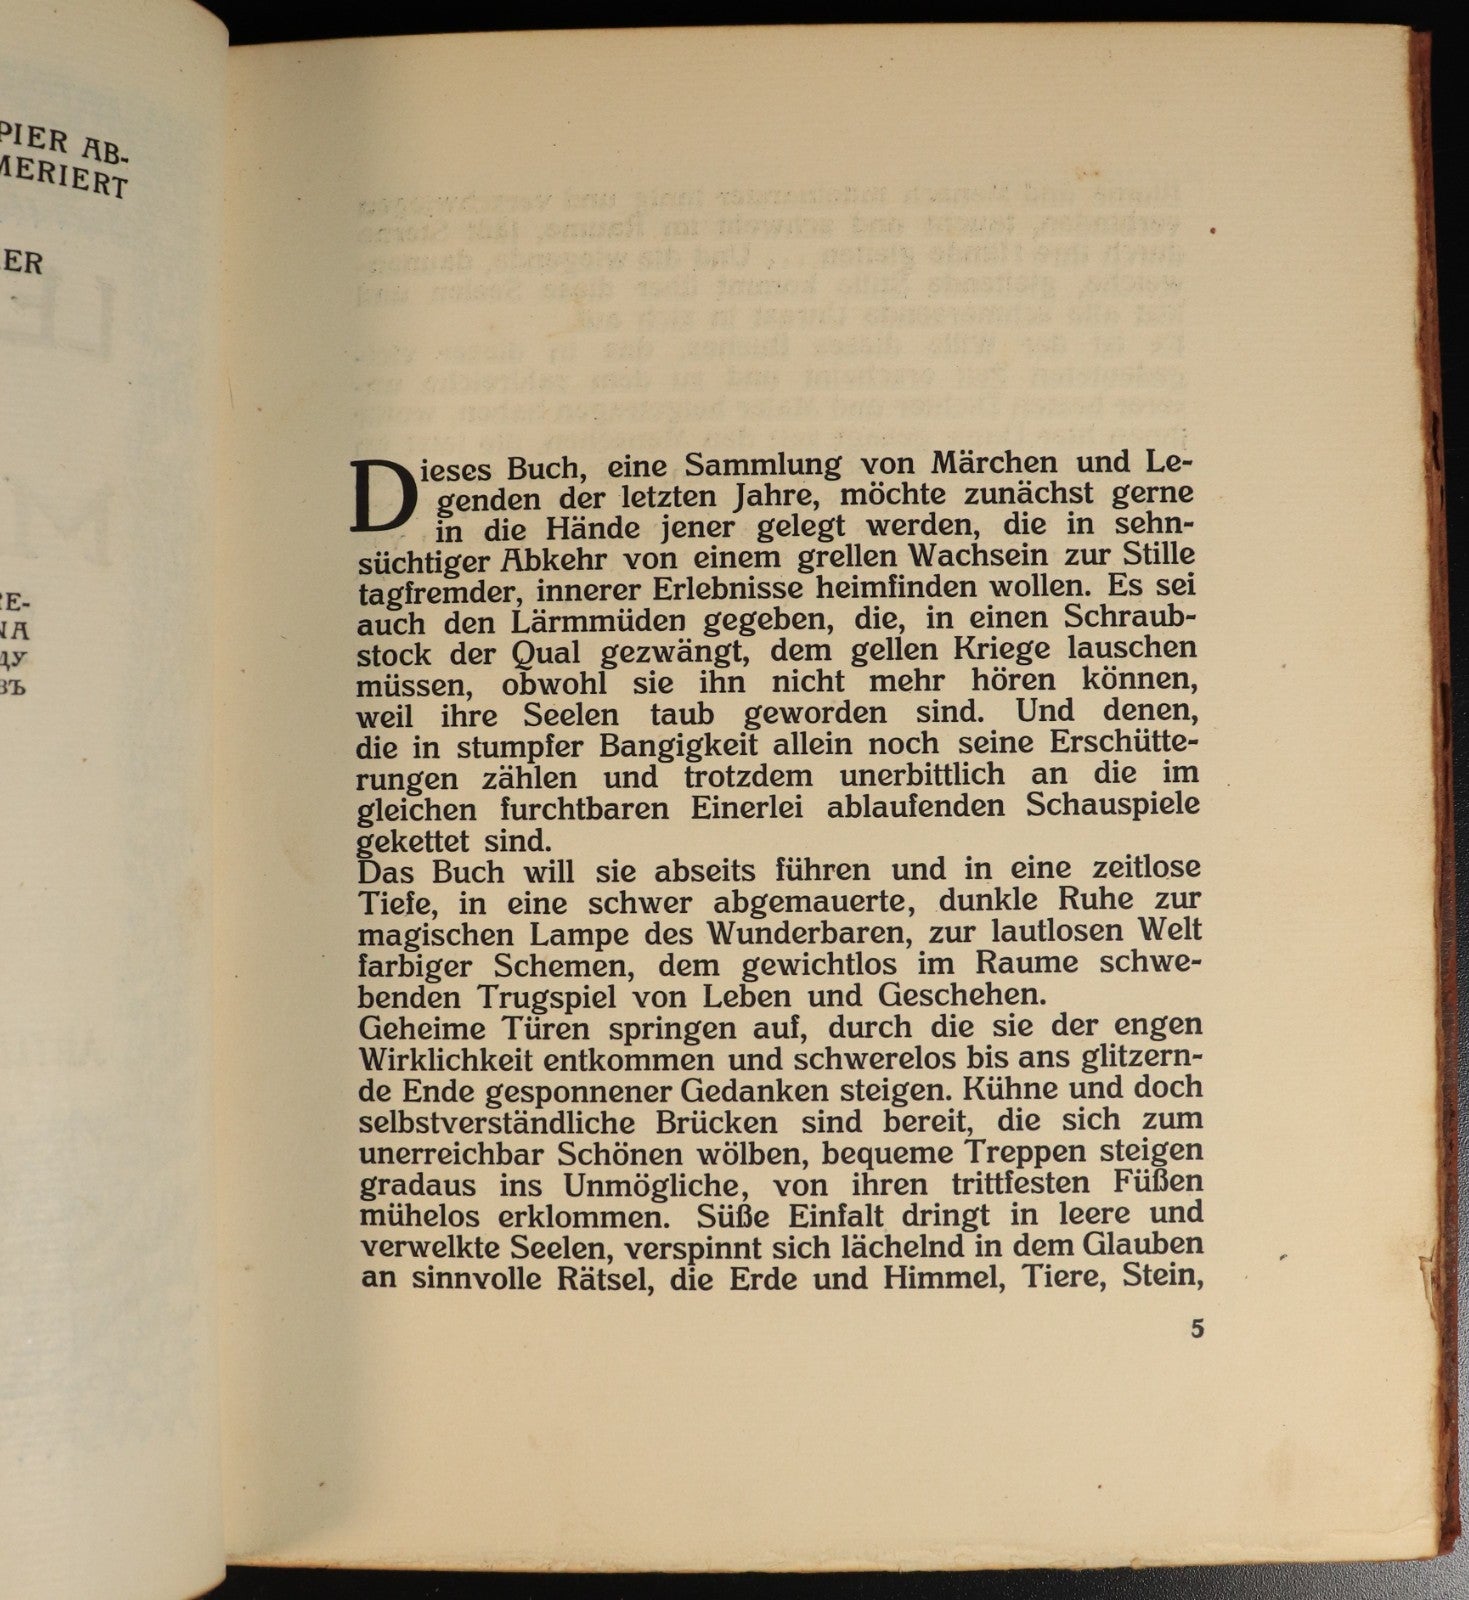 PIER AB-
MERIERT
ER
RE-
NA
ДУ
ВЪ
Dieses Buch, eine Sammlung von Märchen und Le-
genden der letzten Jahre, möchte zunächst gerne
in die Hände jener gelegt werden, die in sehn-
süchtiger Abkehr von einem grellen Wachsein zur Stille
tagfremder, innerer Erlebnisse heimfinden wollen. Es sei
auch den Lärmmüden gegeben, die, in einen Schraub-
stock der Qual gezwängt, dem gellen Kriege lauschen
müssen, obwohl sie ihn nicht mehr hören können,
weil ihre Seelen taub geworden sind. Und denen,
die in stumpfer Bangigkeit allein noch seine Erschütte-
rungen zählen und trotzdem unerbittlich an die im
gleichen furchtbaren Einerlei ablaufenden Schauspiele
gekettet sind.
Das Buch will sie abseits führen und in eine zeitlose
Tiefe, in eine schwer abgemauerte, dunkle Ruhe zur
magischen Lampe des Wunderbaren, zur lautlosen Welt
farbiger Schemen, dem gewichtlos im Raume schwe-
benden Trugspiel von Leben und Geschehen.
Geheime Türen springen auf, durch die sie der engen
Wirklichkeit entkommen und schwerelos bis ans glitzern-
de Ende gesponnener Gedanken steigen. Kühne und doch
selbstverständliche Brücken sind bereit, die sich zum
unerreichbar Schönen wölben, bequeme Treppen steigen
gradaus ins Unmögliche, von ihren trittfesten Füßen
mühelos erklommen. Süße Einfalt dringt in leere und
verwelkte Seelen, verspinnt sich lächelnd in dem Glauben
an sinnvolle Rätsel, die Erde und Himmel, Tiere, Stein,
5